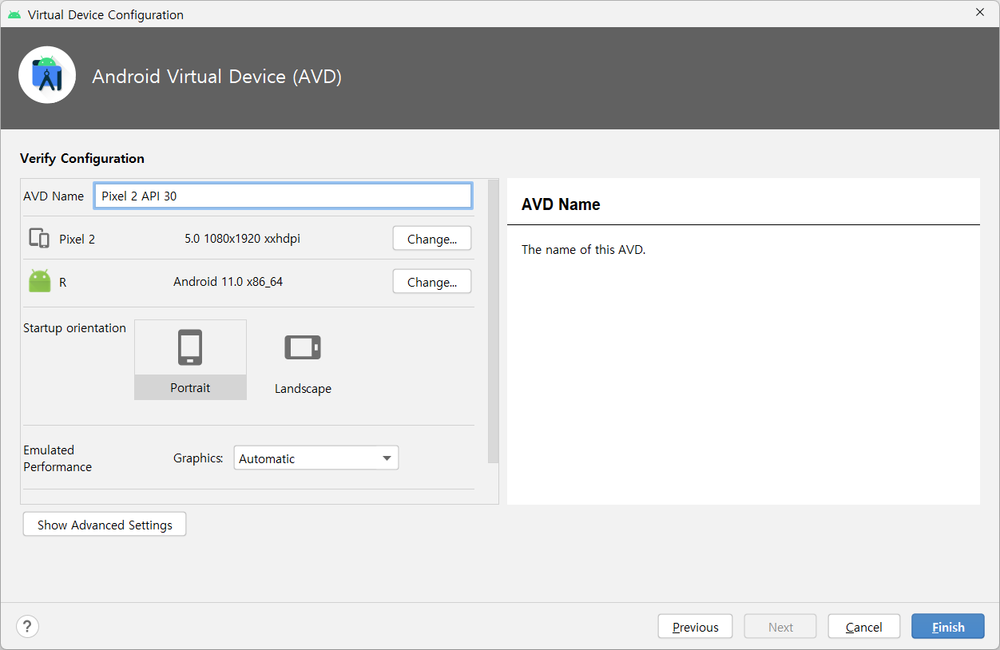 Virtual Device Configuration
Android Virtual Device (AVD)
Verify Configuration
AVD Name
Pixel 2 API 30
Pixel 2
5.0 1080x1920 xxhdpi
Change...
R
Android 11.0 x86_64
Change...
Startup orientation
Portrait
Landscape
Emulated
Performance
Graphics:
Automatic
Show Advanced Settings
AVD Name
The name of this AVD.
?
Previous
Next
Cancel
Finish